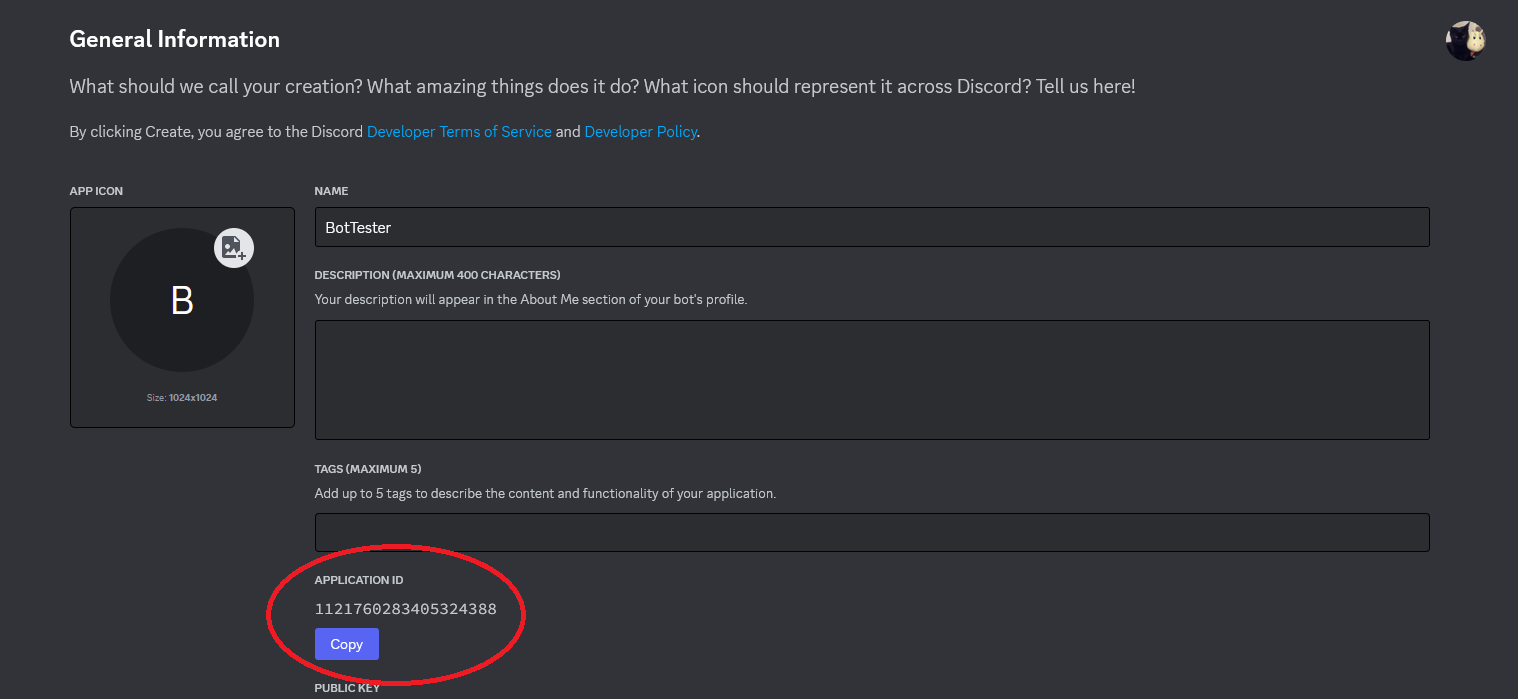 General Information
What should we call your creation? What amazing things does it do? What icon should represent it across Discord? Tell us here!
By clicking Create, you agree to the Discord Developer Terms of Service and Developer Policy.
APP ICON
B
Size: 1024x1024
NAME
BotTester
DESCRIPTION (MAXIMUM 400 CHARACTERS)
Your description will appear in the About Me section of your bot's profile.
TAGS (MAXIMUM 5)
Add up to 5 tags to describe the content and functionality of your application.
APPLICATION ID
1121760283405324388
Copy
PUBLIC KEY